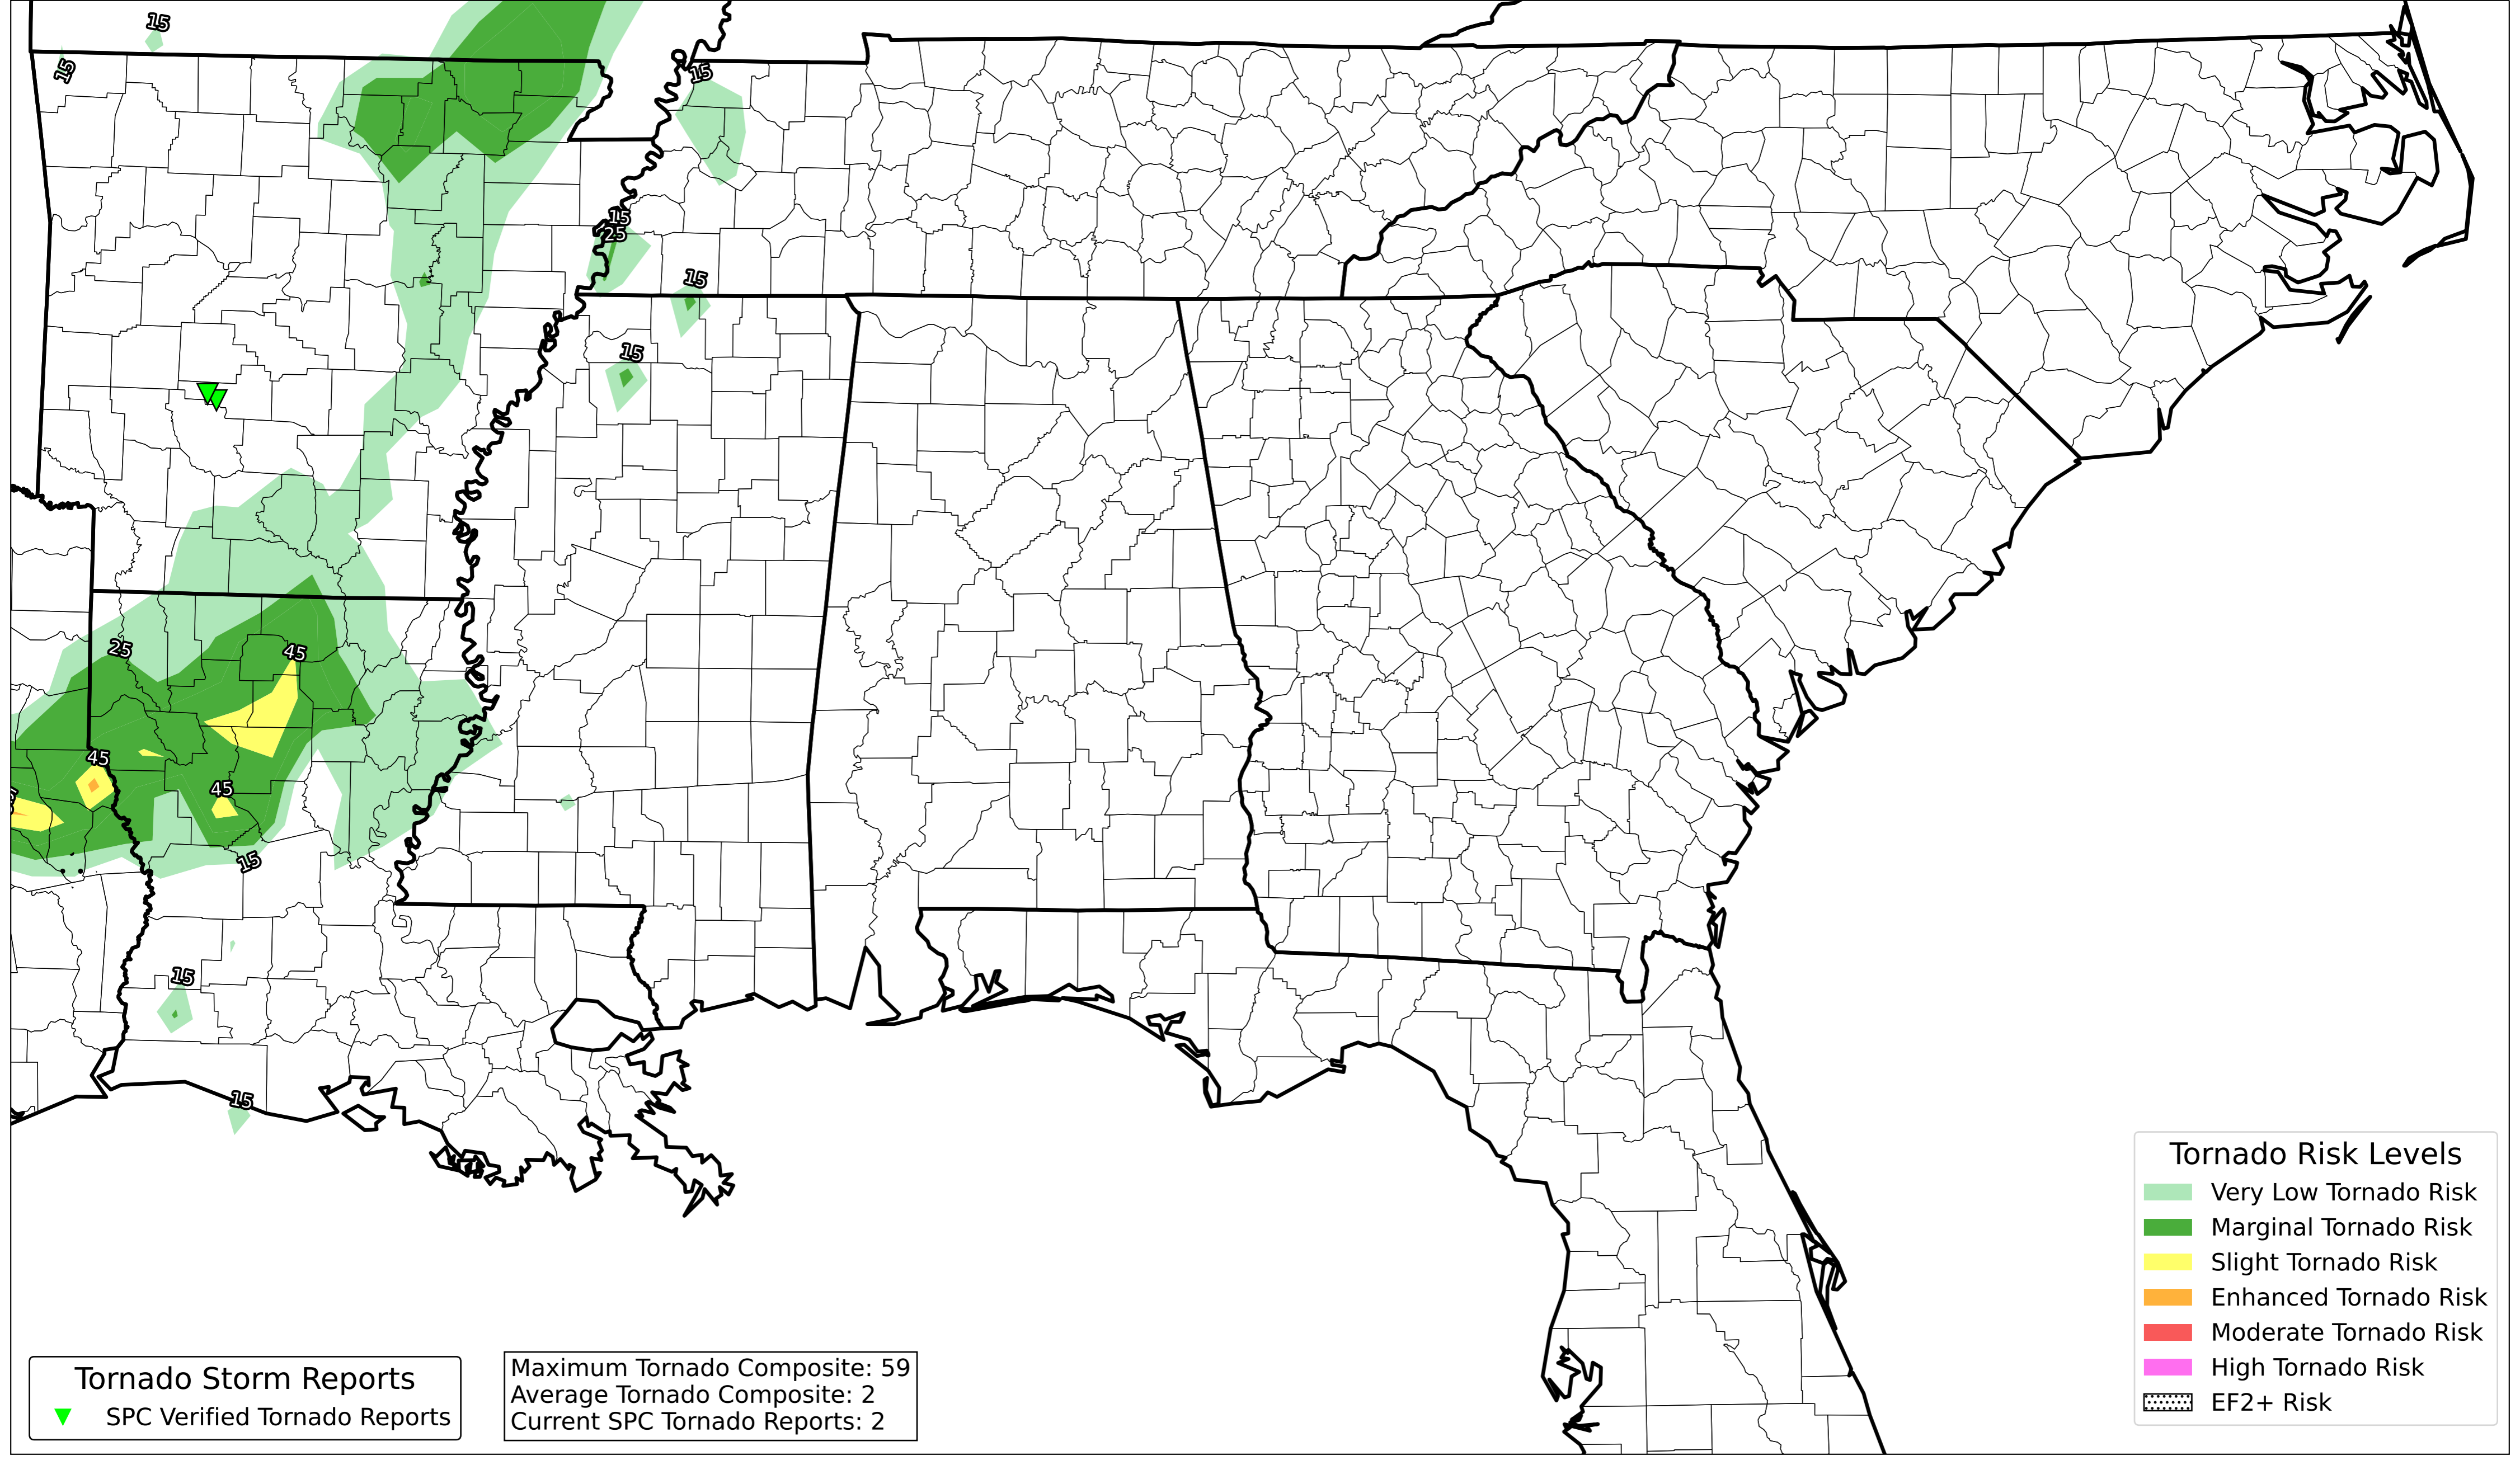 15
15
15
15
25
15
15
25
45
45
45
15
15
15
Tornado Risk Levels
Very Low Tornado Risk
Marginal Tornado Risk
Slight Tornado Risk
Enhanced Tornado Risk
Moderate Tornado Risk
High Tornado Risk
EF2+ Risk
Tornado Storm Reports
SPC Verified Tornado Reports
Maximum Tornado Composite: 59
Average Tornado Composite: 2
Current SPC Tornado Reports: 2